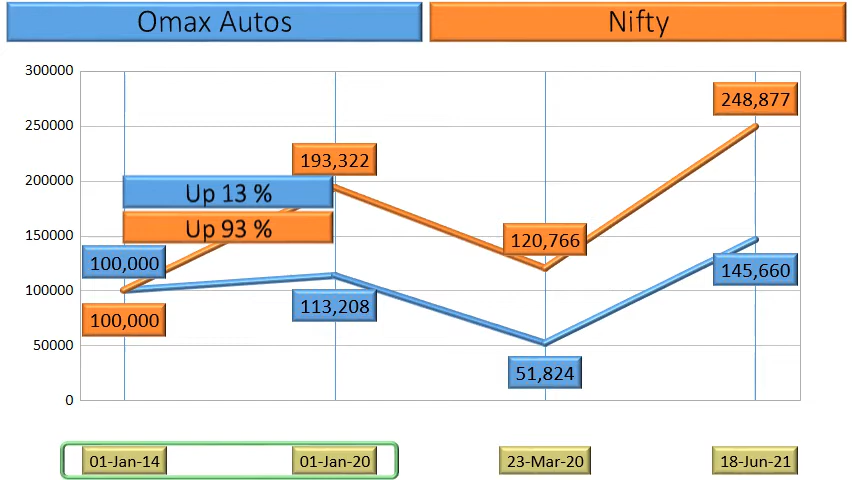 Omax Autos
Nifty
300000
250000
200000
150000
100000
50000
0
248,877
193,322
Up 13 %
Up 93 %
120,766
100,000
145,660
113,208
100,000
51,824
01-Jan-14
01-Jan-20
23-Mar-20
18-Jun-21